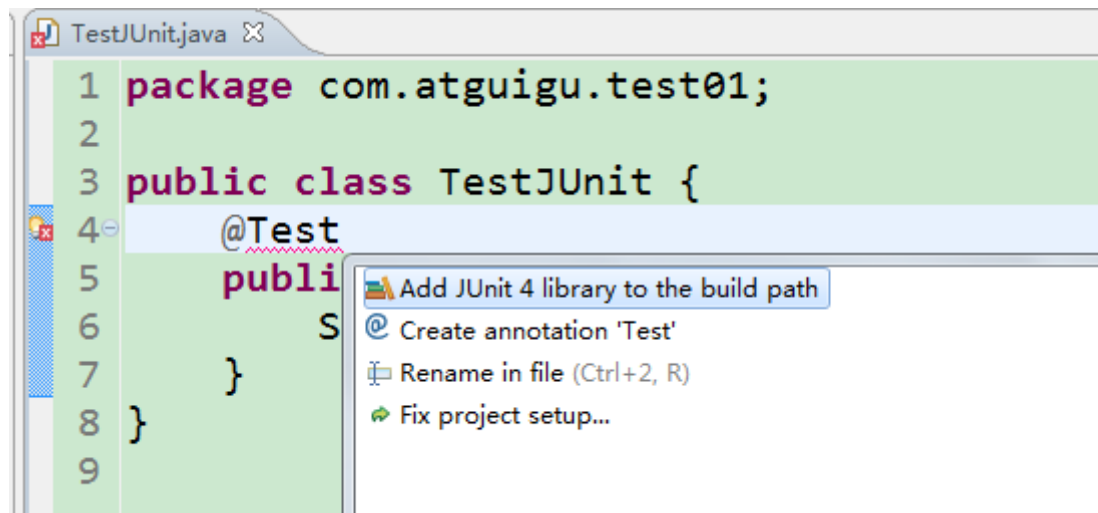 TestJUnit.java
1 package com.atguigu.test01;
2
3 public class TestJUnit {
4 @Test
5 publi
6 S
7 }
8 }
9
Add JUnit 4 library to the build path
Create annotation 'Test'
Rename in file (Ctrl+2, R)
Fix project setup...